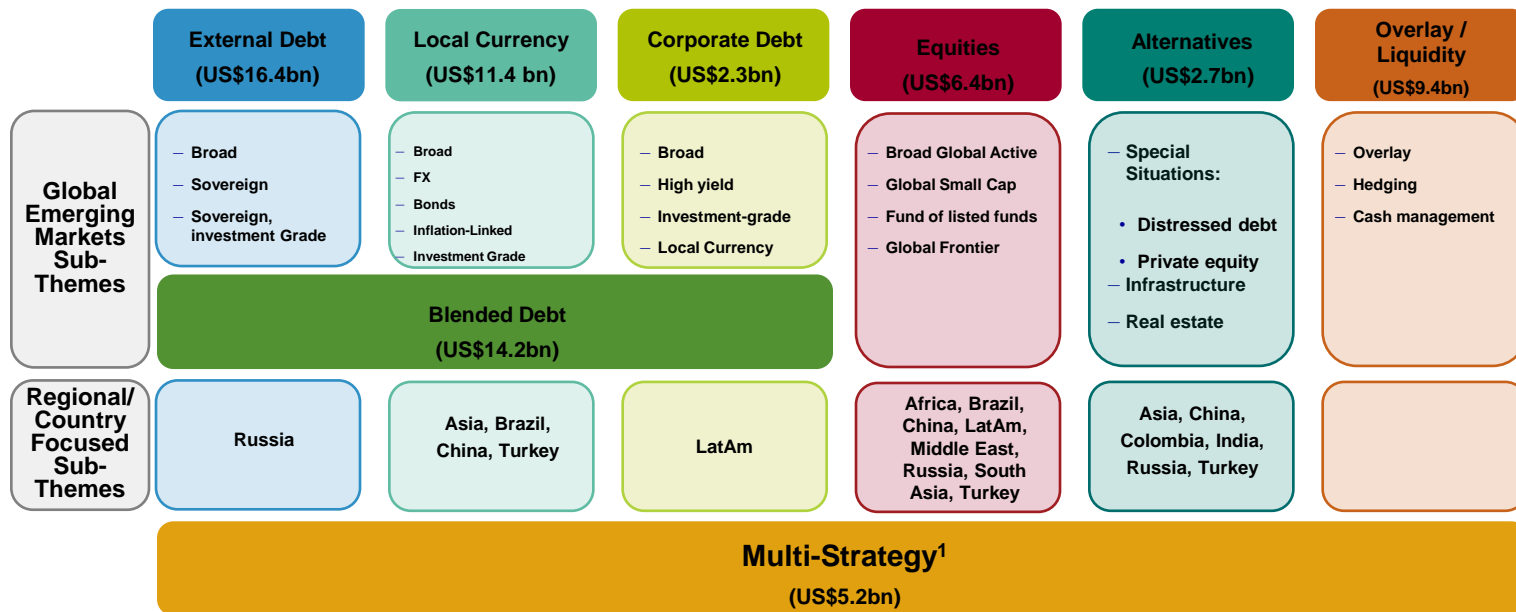 External Debt
(US$16.4bn)
Local Currency
(US$11.4 bn)
Corporate Debt
(US$2.3bn)
Equities
(US$6.4bn)
Alternatives
(US$2.7bn)
Overlay /
Liquidity
(US$9.4bn)
Global
Emerging
Markets
Sub-
Themes
– Broad
– Sovereign
– Sovereign,
investment Grade
– Broad
– FX
– Bonds
– Inflation-Linked
– Investment Grade
– Broad
– High yield
– Investment-grade
– Local Currency
– Broad Global Active
– Global Small Cap
– Fund of listed funds
– Global Frontier
– Special
Situations:
• Distressed debt
• Private equity
– Infrastructure
– Real estate
– Overlay
– Hedging
– Cash management
Blended Debt
(US$14.2bn)
Regional/
Country
Focused
Sub-
Themes
Russia
Asia, Brazil,
China, Turkey
LatAm
Africa, Brazil,
China, LatAm,
Middle East,
Russia, South
Asia, Turkey
Asia, China,
Colombia, India,
Russia, Turkey
Multi-Strategy¹
(US$5.2bn)